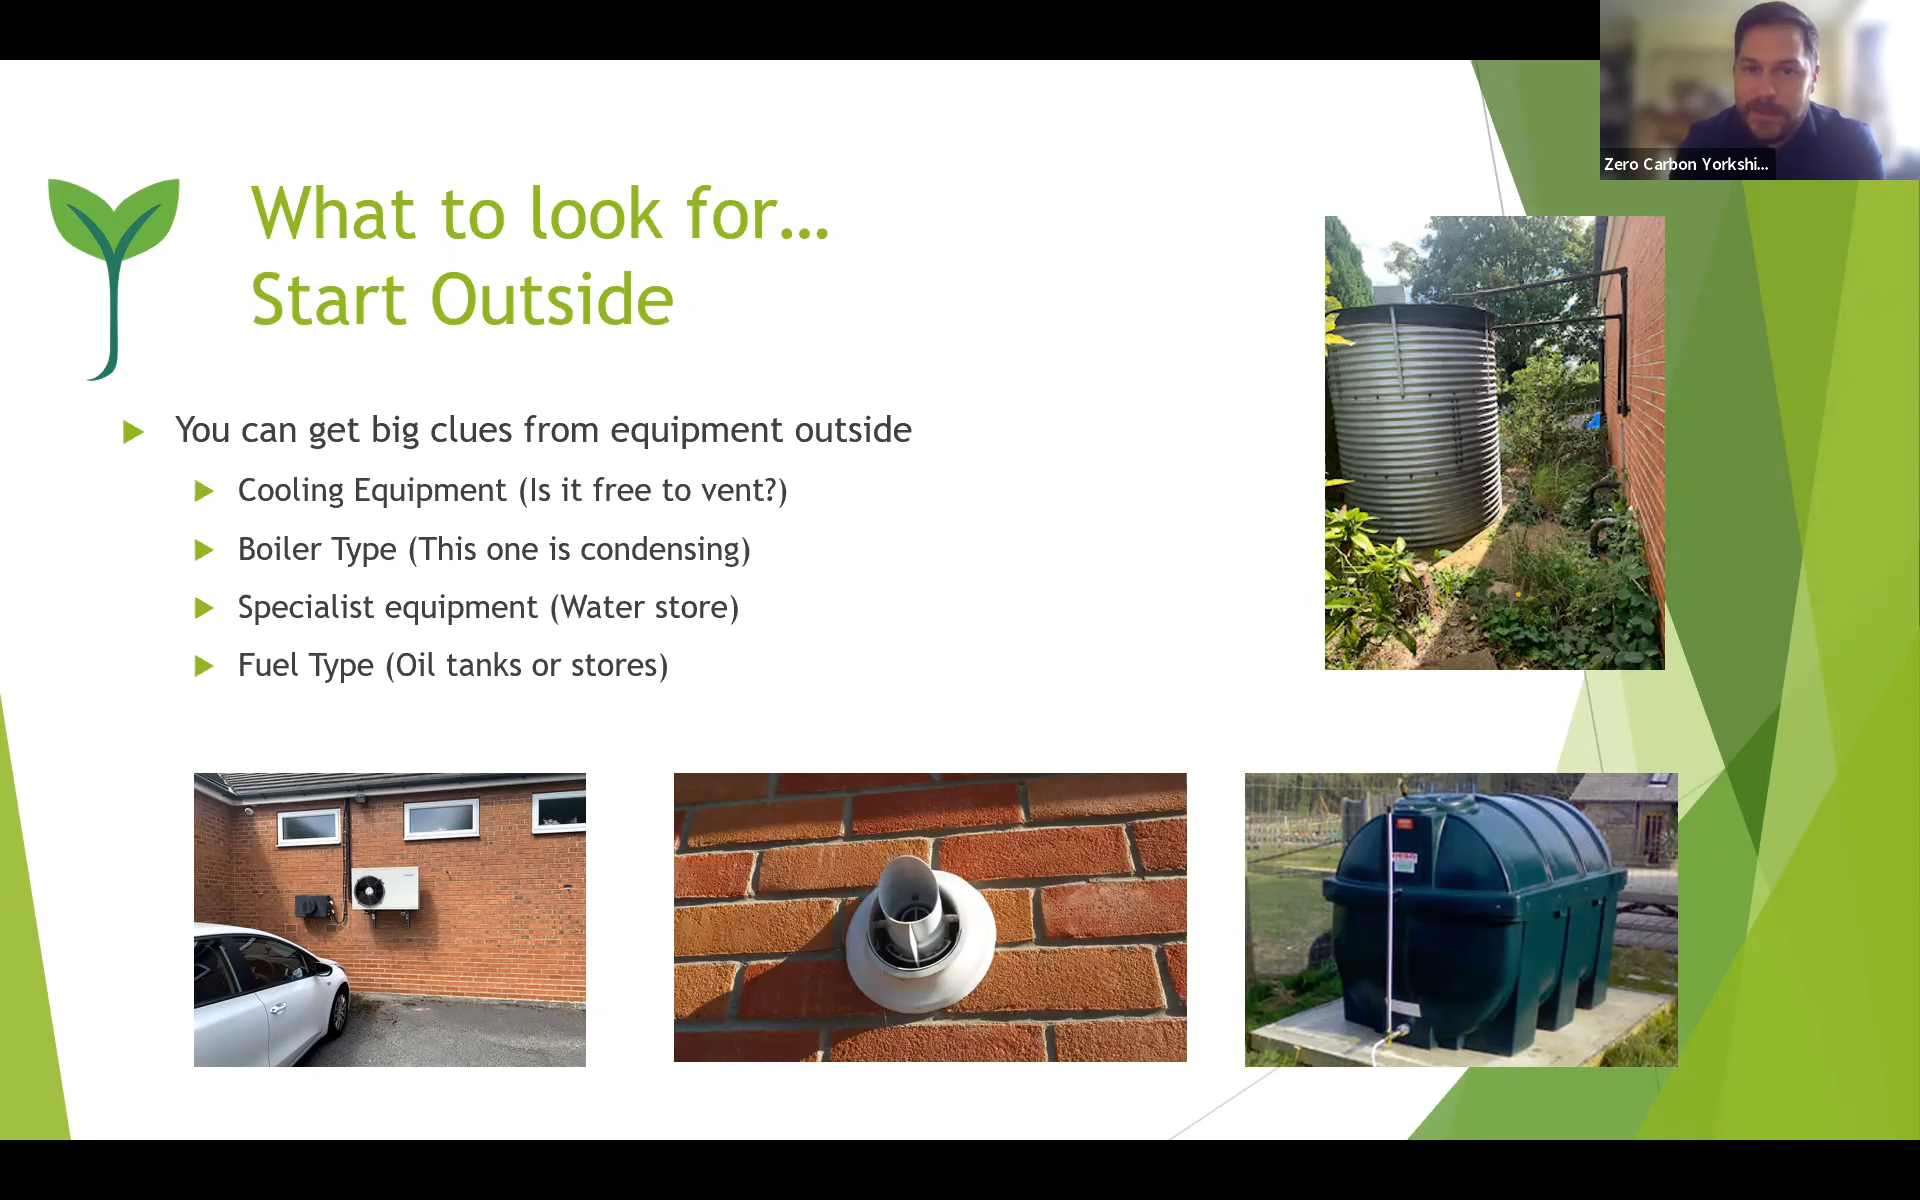 Zero Carbon Yorkshi...
What to look for...
Start Outside
You can get big clues from equipment outside
Cooling Equipment (Is it free to vent?)
Boiler Type (This one is condensing)
Specialist equipment (Water store)
Fuel Type (Oil tanks or stores)